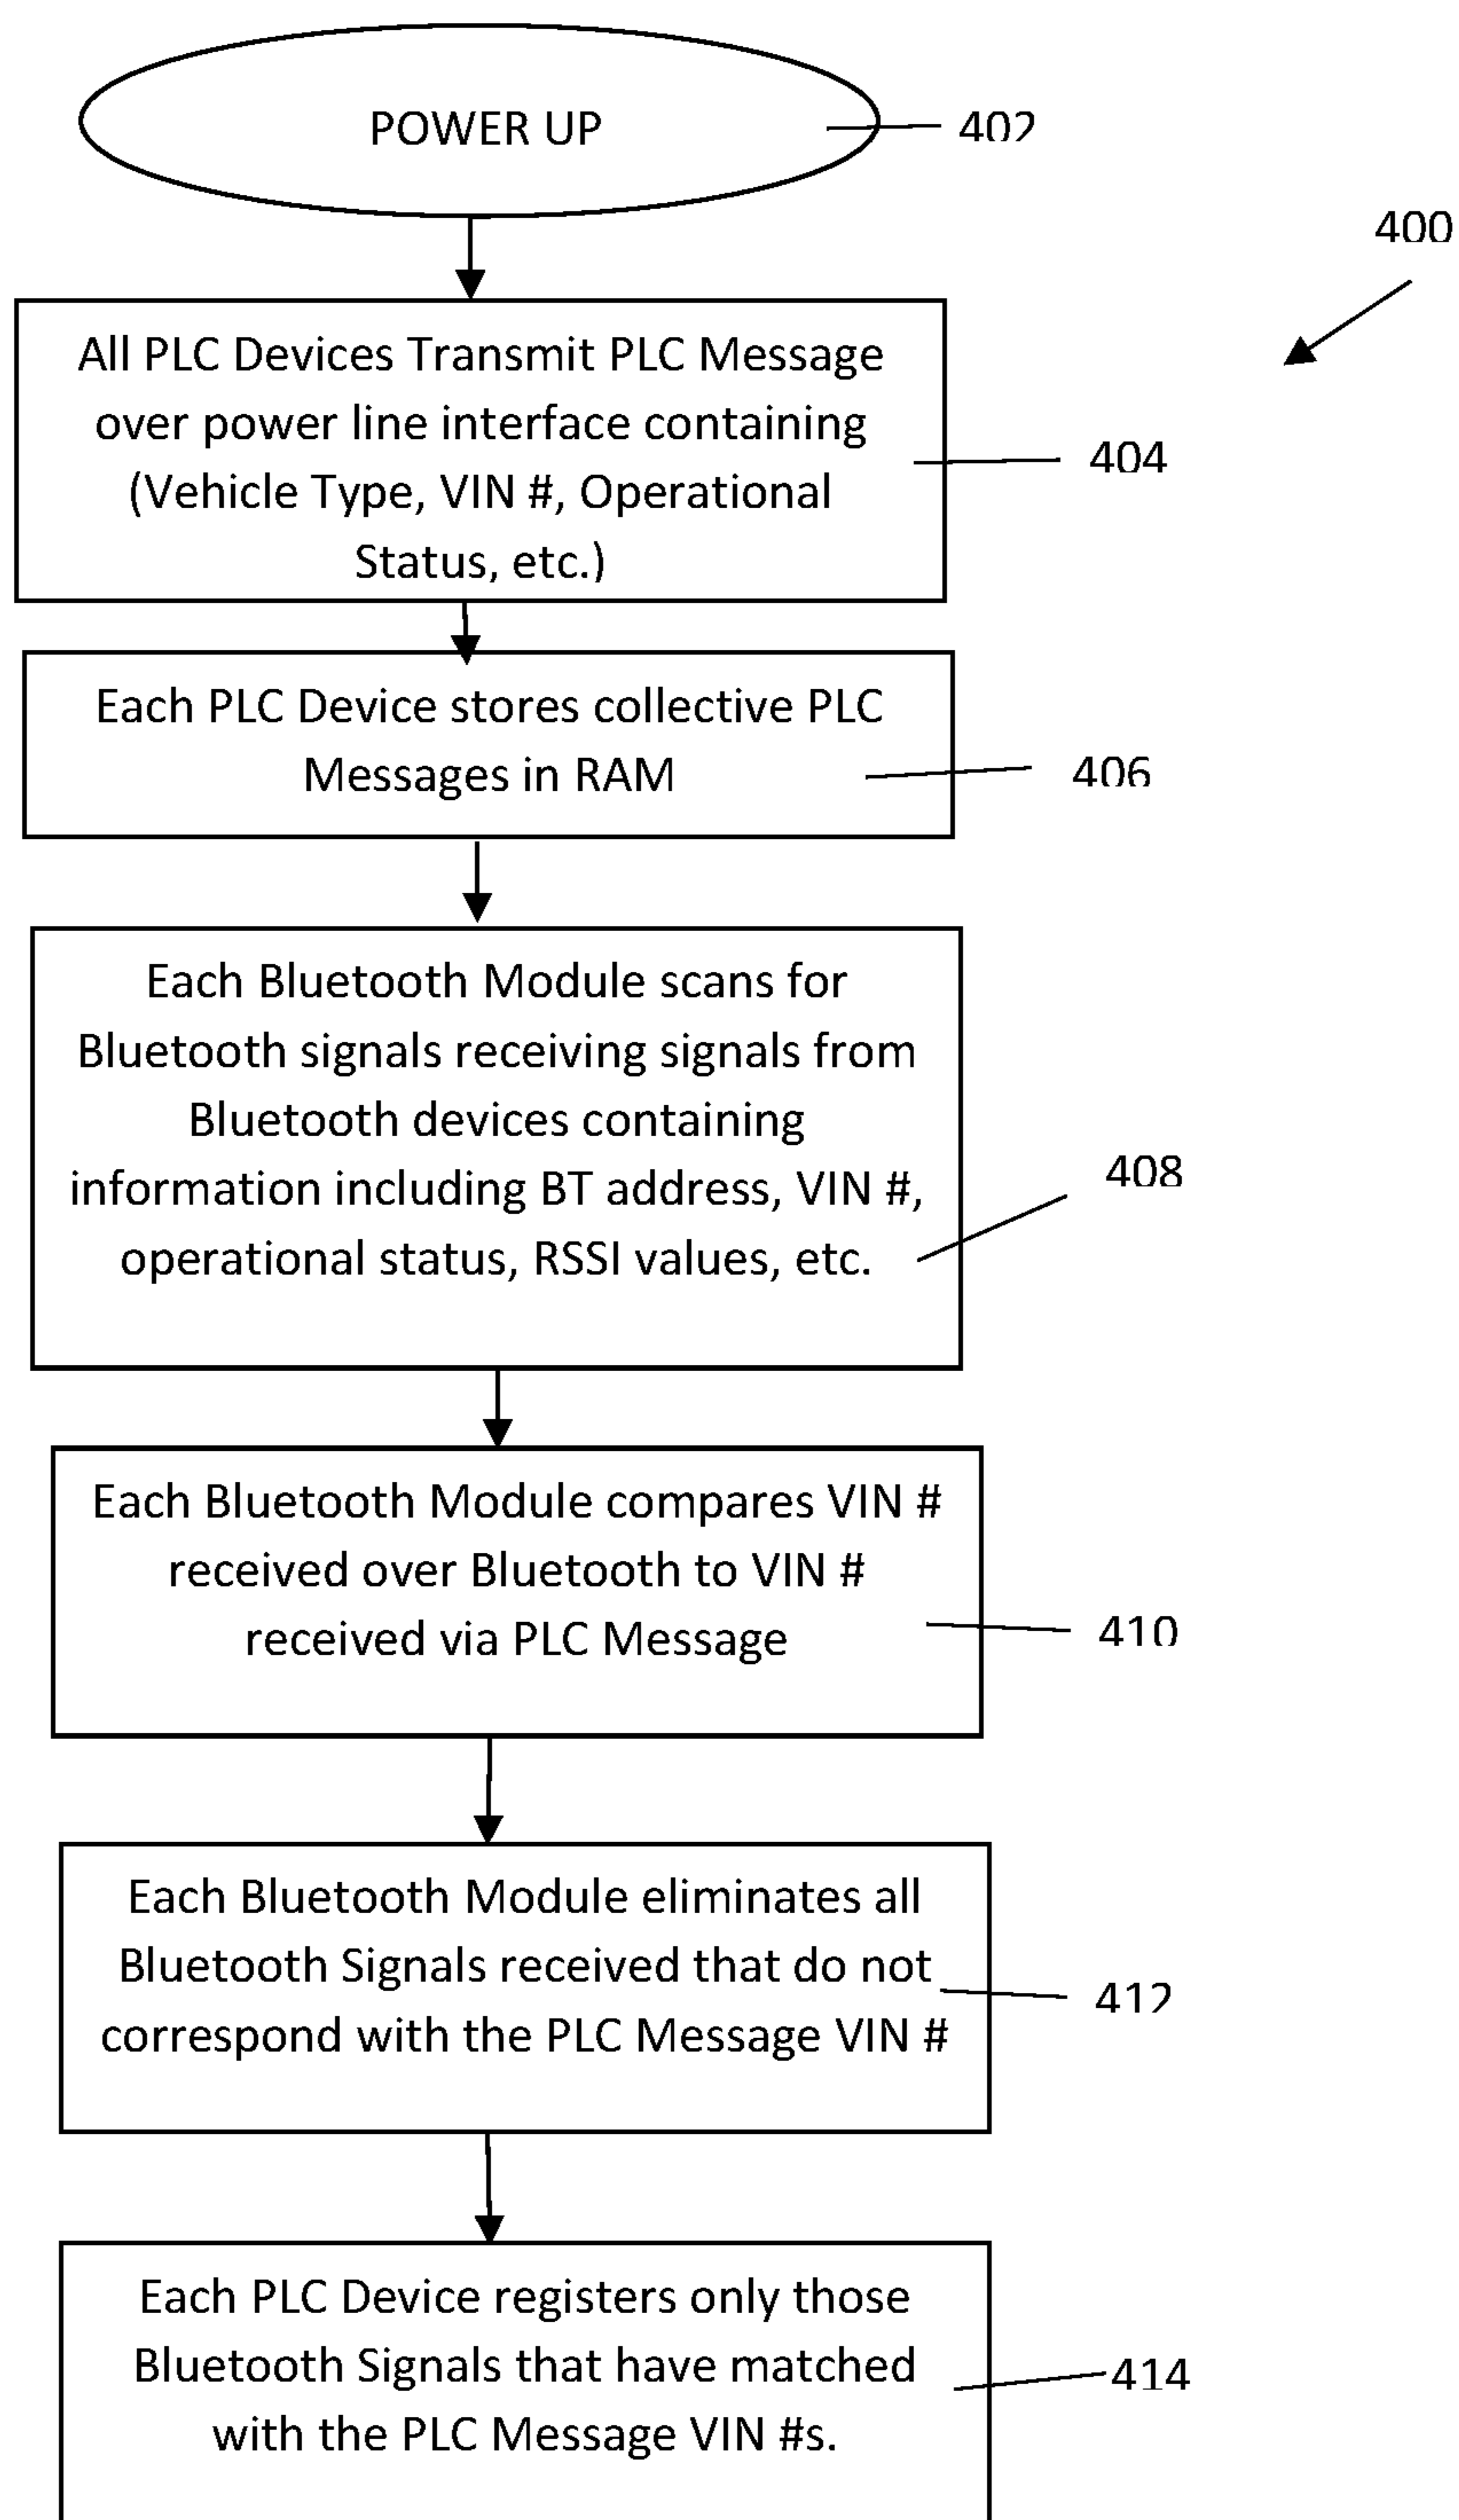 POWER UP
402
400
All PLC Devices Transmit PLC Message
over power line interface containing
(Vehicle Type, VIN #, Operational
Status, etc.)
404
Each PLC Device stores collective PLC
Messages in RAM
406
Each Bluetooth Module scans for
Bluetooth signals receiving signals from
Bluetooth devices containing
information including BT address, VIN #,
operational status, RSSI values, etc.
408
Each Bluetooth Module compares VIN #
received over Bluetooth to VIN #
received via PLC Message
410
Each Bluetooth Module eliminates all
Bluetooth Signals received that do not
correspond with the PLC Message VIN #
412
Each PLC Device registers only those
Bluetooth Signals that have matched
with the PLC Message VIN #s.
414